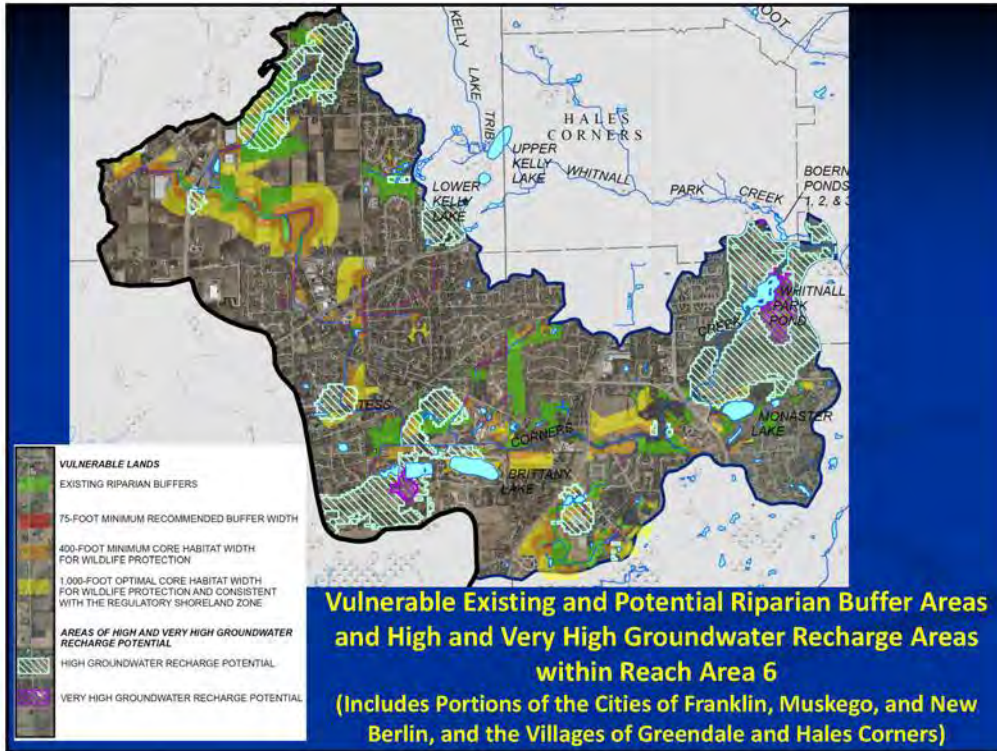 OOT
KELLY
LAKE
TRIB
HALES
CORNERS
UPPER
KELLY
LAKE
WHITNALL
PARK
CREEK
BOERN
PONDS
1, 2, & 3
LOWER
KELLY
LAKE
WHITNALL
PARK
POND
CREEK
TESS
CORNERS
MONASTER
LAKE
BRITTANY
LAKE
VULNERABLE LANDS
EXISTING RIPARIAN BUFFERS
75-FOOT MINIMUM RECOMMENDED BUFFER WIDTH
400-FOOT MINIMUM CORE HABITAT WIDTH
FOR WILDLIFE PROTECTION
1,000-FOOT OPTIMAL CORE HABITAT WIDTH
FOR WILDLIFE PROTECTION AND CONSISTENT
WITH THE REGULATORY SHORELAND ZONE
AREAS OF HIGH AND VERY HIGH GROUNDWATER
RECHARGE POTENTIAL
HIGH GROUNDWATER RECHARGE POTENTIAL
VERY HIGH GROUNDWATER RECHARGE POTENTIAL
Vulnerable Existing and Potential Riparian Buffer Areas
and High and Very High Groundwater Recharge Areas
within Reach Area 6
(Includes Portions of the Cities of Franklin, Muskego, and New
Berlin, and the Villages of Greendale and Hales Corners)